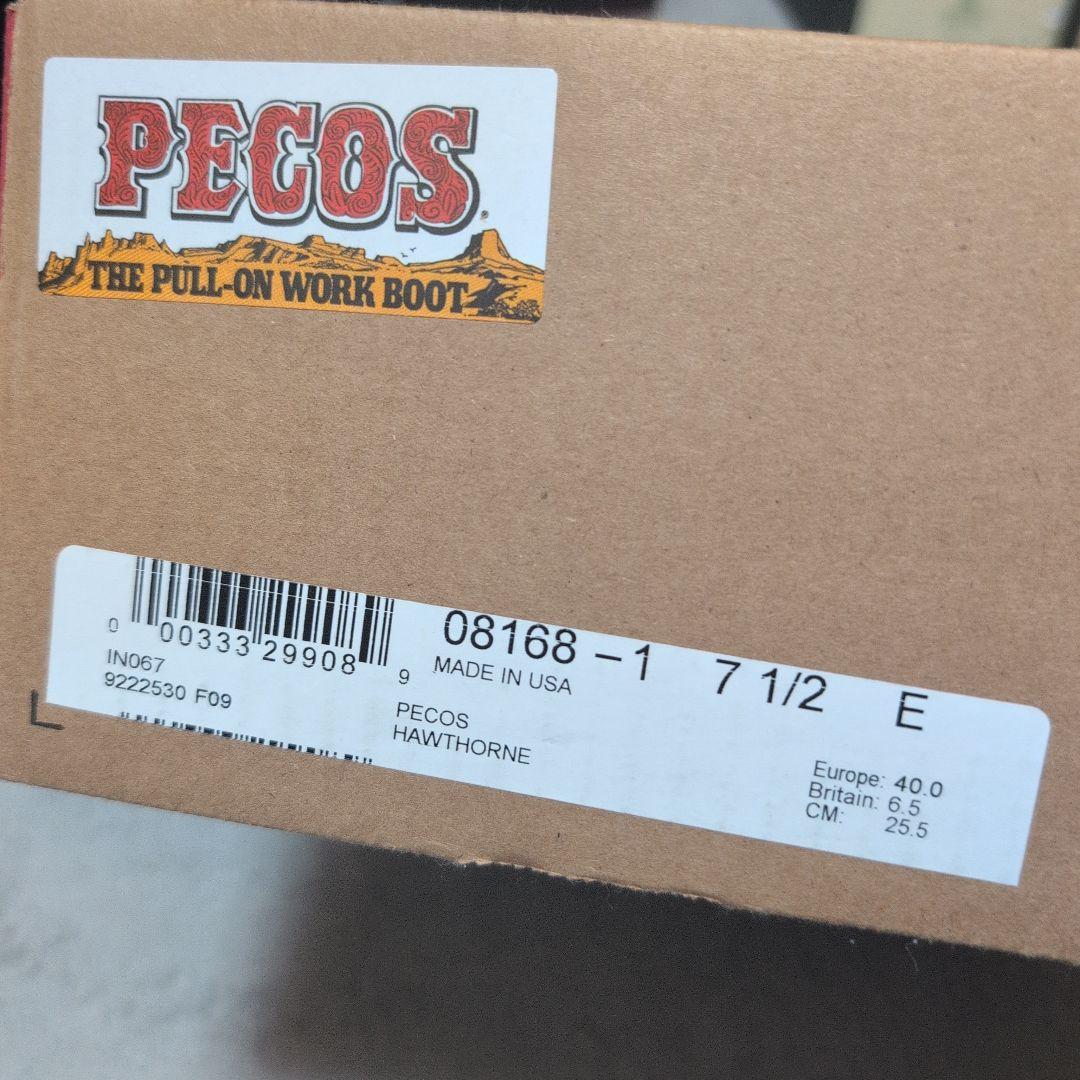 PECOS
THE PULL-ON WORK BOOT
0 00333 29908 9
08168 -1 7 1/2 E
MADE IN USA
IN067
9222530 F09
PECOS
HAWTHORNE
Europe: 40.0
Britain: 6.5
CM: 25.5
L